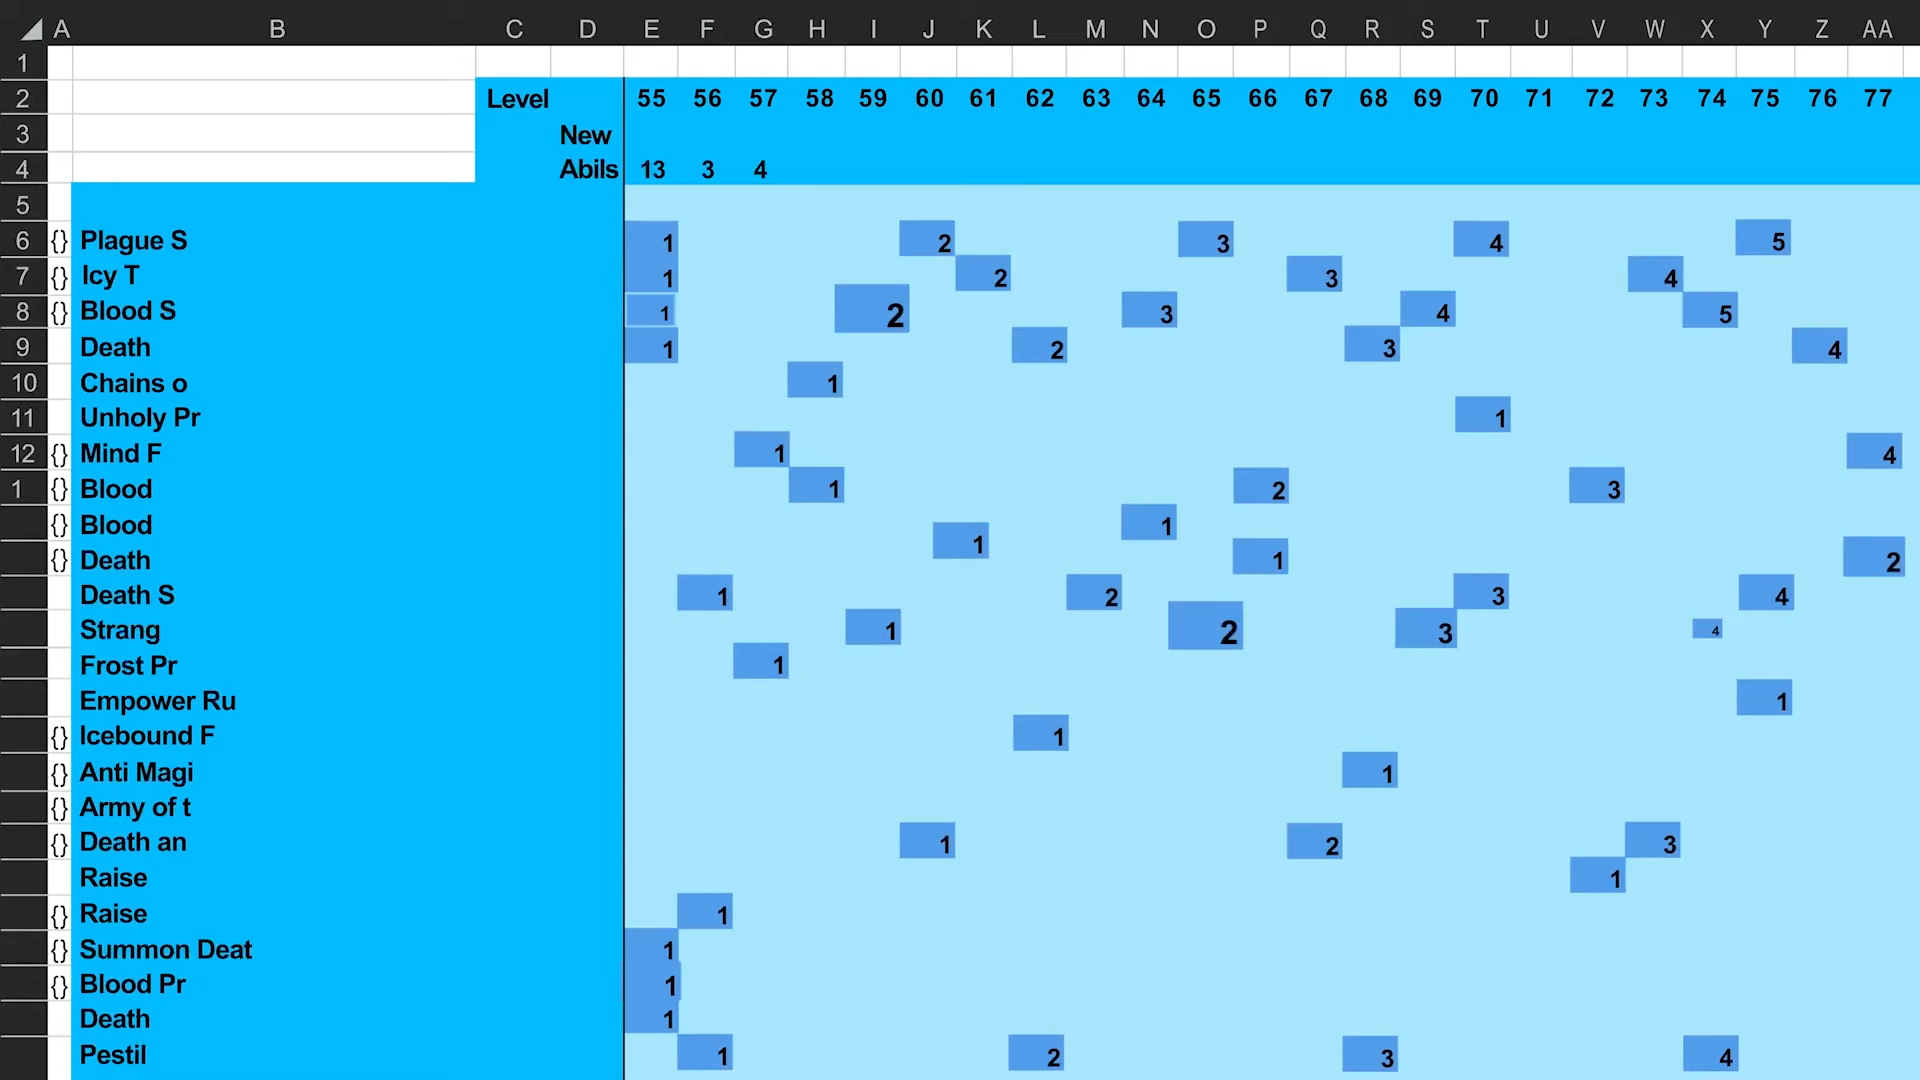 A B C D E F G H I J K L M N O P Q R S T U V W X Y Z AA
1
2 Level 55 56 57 58 59 60 61 62 63 64 65 66 67 68 69 70 71 72 73 74 75 76 77
3 New
4 Abils 13 3 4
5
6 {} Plague S 1 2 3 4 5
7 {} Icy T 1 2 3 4
8 {} Blood S 1 2 3 4 5
9 Death 1 2 3 4
10 Chains o 1
11 Unholy Pr 1
12 {} Mind F 1 4
1 {} Blood 1 2 3
{} Blood 1
{} Death 1 1 2
Death S 1 2 3 4
Strang 1 2 3 4
Frost Pr 1
Empower Ru 1
{} Icebound F 1
{} Anti Magi 1
{} Army of t
{} Death an 1 2 3
Raise 1
{} Raise 1
{} Summon Deat 1
{} Blood Pr 1
Death 1
Pestil 1 2 3 4